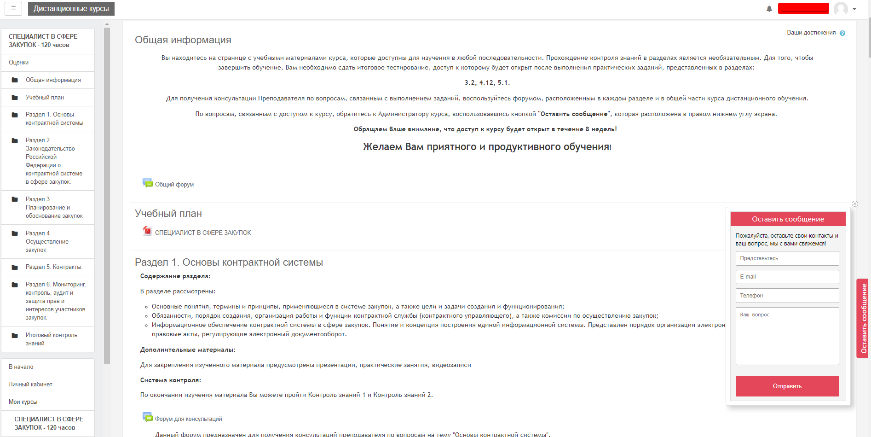 Дистанционные курсы
СПЕЦИАЛИСТ В СФЕРЕ
ЗАКУПОК - 120 часов
Оценки
Общая информация
Учебный план
Раздел 1. Основы
контрактной системы
Раздел 2.
Законодательство
Российской
Федерации о
контрактной системе
в сфере закупок.
Раздел 3.
Планирование и
обоснование закупок
Раздел 4.
Осуществление
закупок
Раздел 5. Контракты.
Раздел 6. Мониторинг,
контроль, аудит и
защита прав и
интересов участников
закупок.
Итоговый контроль
знаний
В начало
Личный кабинет
Мои курсы
СПЕЦИАЛИСТ В СФЕРЕ
ЗАКУПОК - 120 часов
Ваши достижения
Общая информация
Вы находитесь на странице с учебными материалами курса, которые доступны для изучения в любой последовательности. Прохождение контроля знаний в разделах является необязательным. Для того, чтобы
завершить обучение, Вам необходимо сдать итоговое тестирование, доступ к которому будет открыт после выполнения практических заданий, представленных в разделах:
3.2, 4.12, 5.1.
Для получения консультации Преподавателя по вопросам, связанным с выполнением заданий, воспользуйтесь форумом, расположенным в каждом разделе и в общей части курса дистанционного обучения.
По вопросам, связанным с доступом к курсу, обратитесь к Администратору курса, воспользовавшись кнопкой "Оставить сообщение", которая расположена в правом нижнем углу экрана.
Обращаем Ваше внимание, что доступ к курсу будет открыт в течение 8 недель!
Желаем Вам приятного и продуктивного обучения!
Общий форум
Учебный план
СПЕЦИАЛИСТ В СФЕРЕ ЗАКУПОК
Раздел 1. Основы контрактной системы
Содержание раздела:
В разделе рассмотрены:
Основные понятия, термины и принципы, применяющиеся в системе закупок, а также цели и задачи создания и функционирования;
Обязанности, порядок создания, организация работы и функции контрактной службы (контрактного управляющего), а также комиссии по осуществлению закупок;
Информационное обеспечение контрактной системы в сфере закупок. Понятие и концепция построения единой информационной системы. Представлен порядок организации электрон
правовые акты, регулирующие электронный документооборот.
Дополнительные материалы:
Для закрепления изученного материала предусмотрены презентации, практические занятия, видеозаписи
Система контроля:
По окончании изучения материала Вы можете пройти Контроль знаний 1 и Контроль знаний 2.
Форум для консультаций
Данный форум предназначен для получения консультаций преподавателя по вопросам на тему "Основы контрактной системы".
Оставить сообщение
Пожалуйста, оставьте свои контакты и
ваш вопрос, мы с вами свяжемся!
Представьтесь
E-mail
Телефон
Ваш вопрос
Отправить
Оставить сообщение